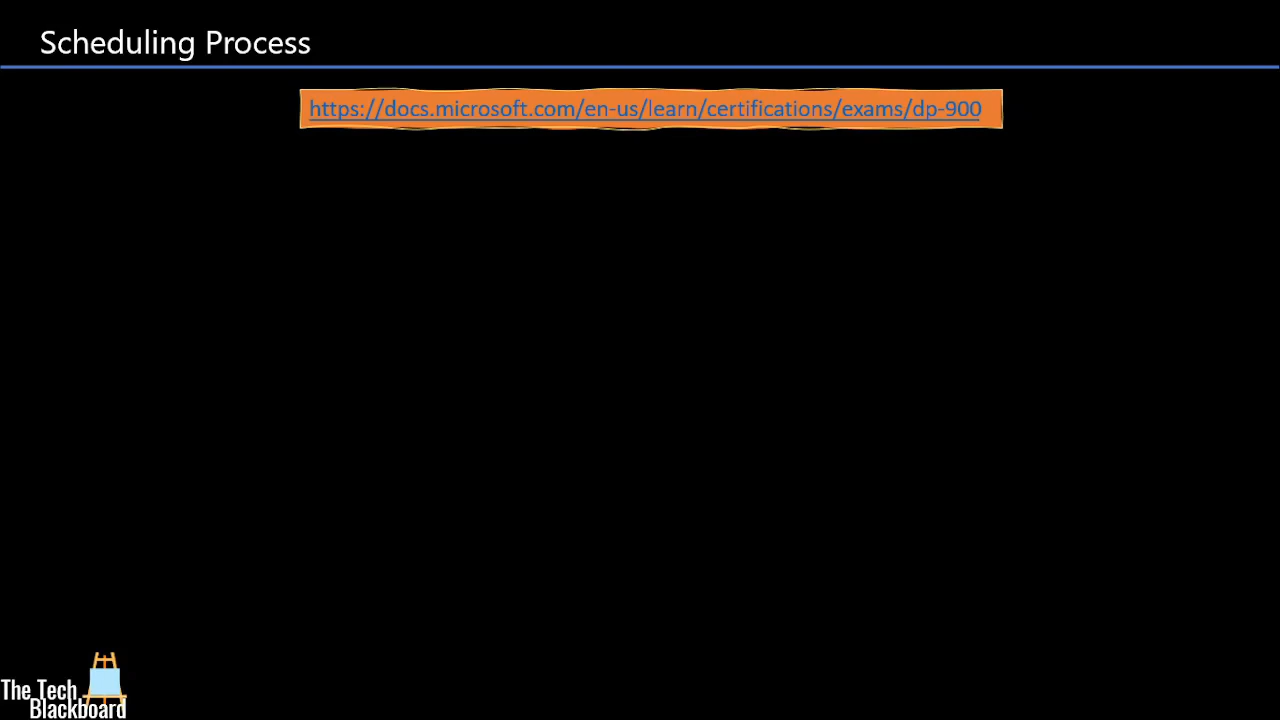 Scheduling Process
https://docs.microsoft.com/en-us/learn/certifications/exams/dp-900
The Tech
Blackboard